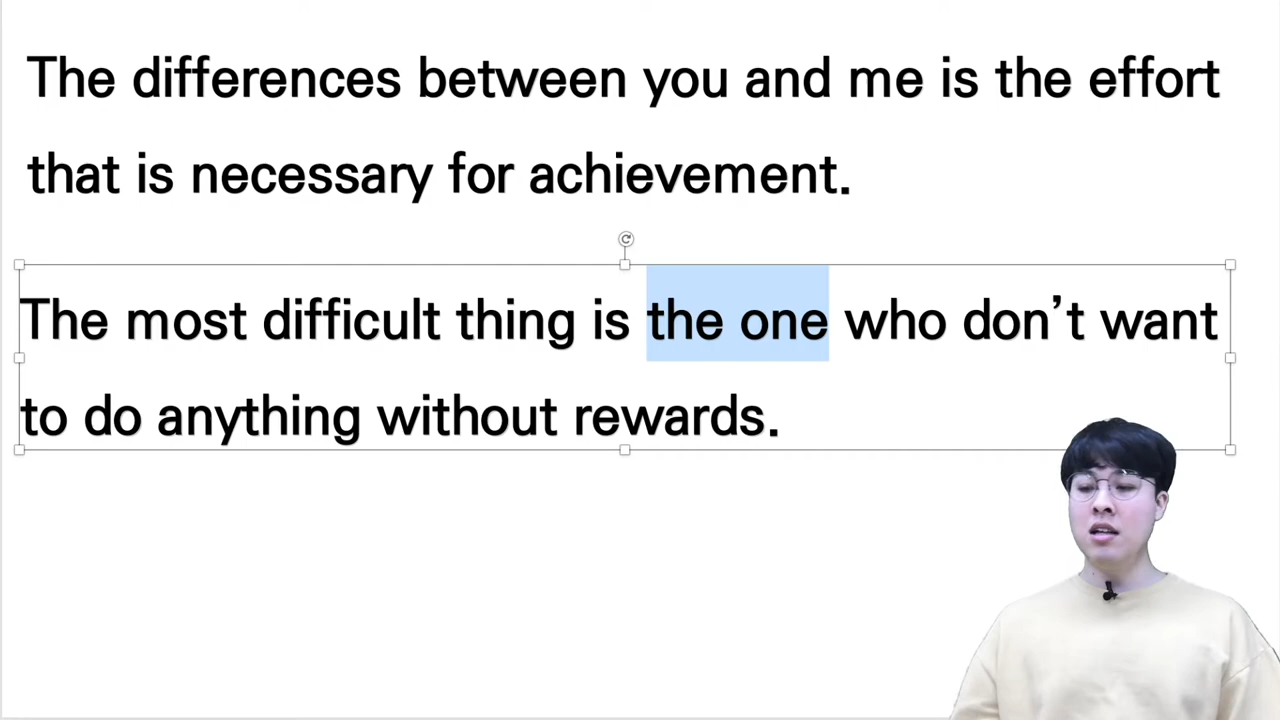 The differences between you and me is the effort
that is necessary for achievement.
The most difficult thing is the one who don’t want
to do anything without rewards.